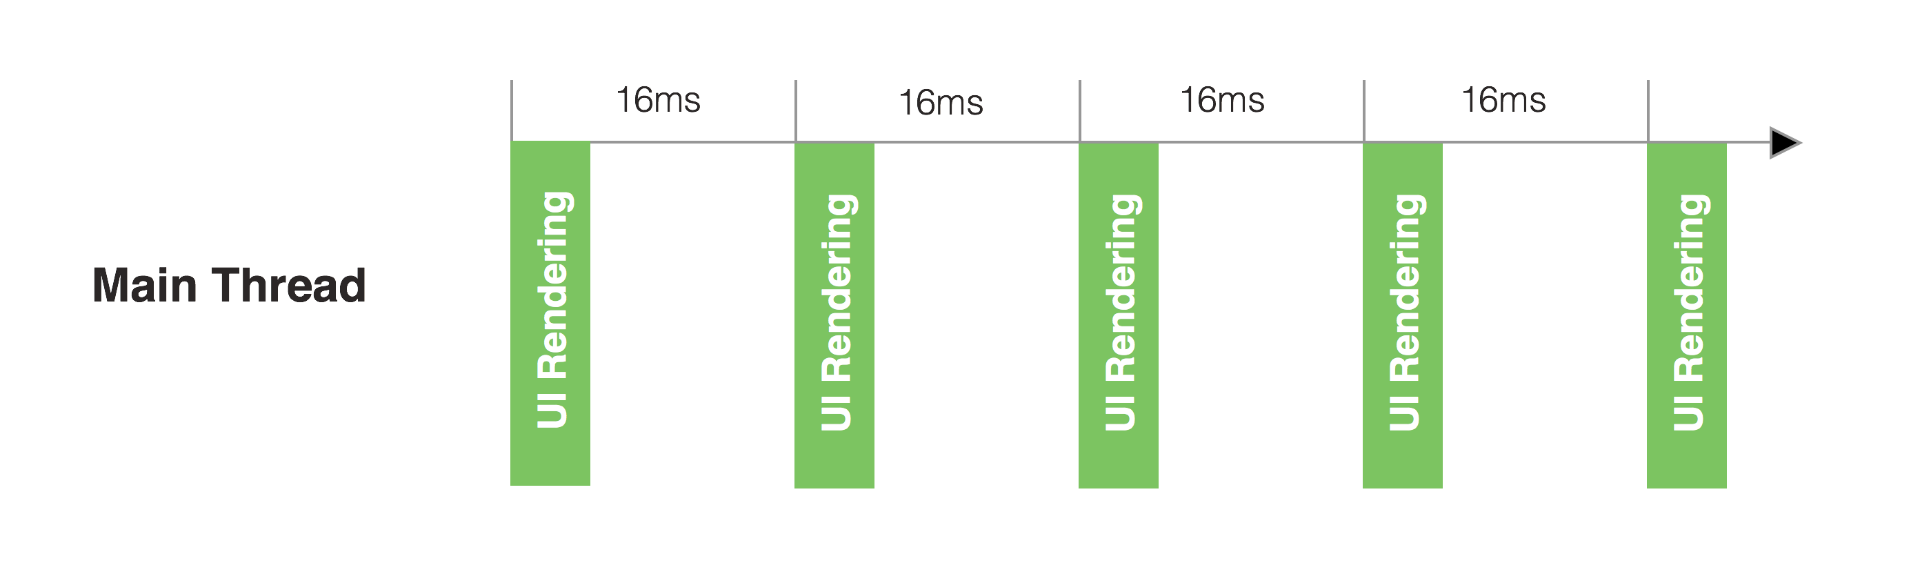 16ms
16ms
16ms
16ms
Main Thread
UI Rendering
UI Rendering
UI Rendering
UI Rendering
UI Rendering